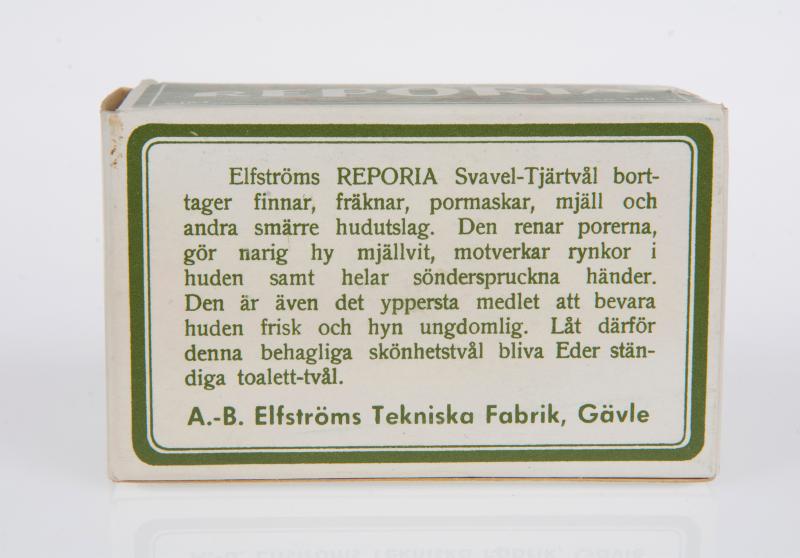 REPORIA
Elfströms REPORIA Svavel-Tjärtvål bort-
tager finnar, fräknar, pormaskar, mjäll och
andra smärre hudutslag. Den renar porerna,
gör narig hy mjällvit, motverkar rynkor i
huden samt helar sönderspruckna händer.
Den är även det yppersta medlet att bevara
huden frisk och hyn ungdomlig. Låt därför
denna behagliga skönhetstvål bliva Eder stän-
diga toalett-tvål.
A.-B. Elfströms Tekniska Fabrik, Gävle